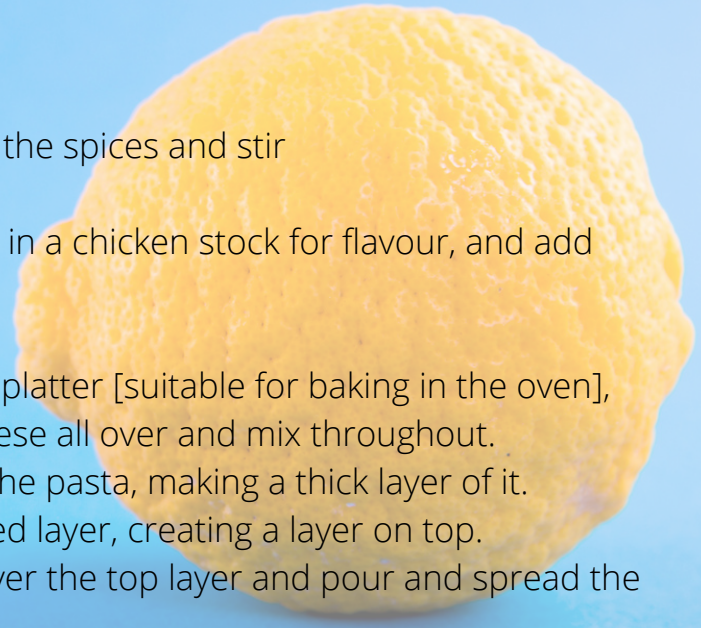 the spices and stir
in a chicken stock for flavour, and add
platter [suitable for baking in the oven],
ese all over and mix throughout.
he pasta, making a thick layer of it.
ed layer, creating a layer on top.
ver the top layer and pour and spread the